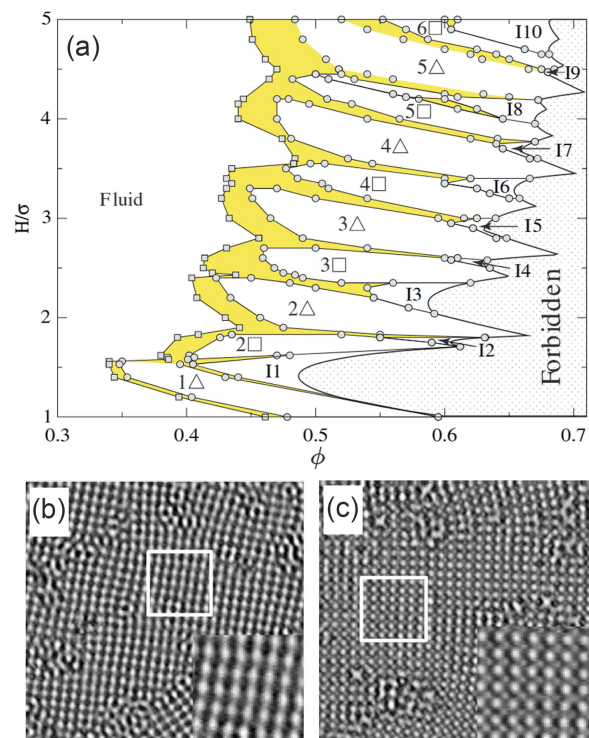 (a)
5
4
3
2
1
H/σ
0.3
0.4
0.5
0.6
0.7
ϕ
Fluid
Forbidden
6□
I10
5△
I9
I8
5□
4△
I7
4□
I6
3△
I5
3□
I4
I3
2△
2□
I2
1△
I1
(b)
(c)